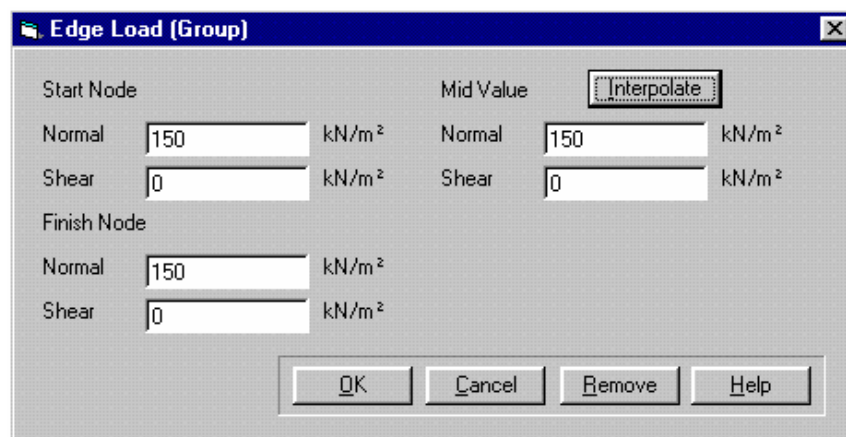 Edge Load (Group)
Start Node Mid Value Interpolate
Normal 150 kN/m² Normal 150 kN/m²
Shear 0 kN/m² Shear 0 kN/m²
Finish Node
Normal 150 kN/m²
Shear 0 kN/m²
OK Cancel Remove Help